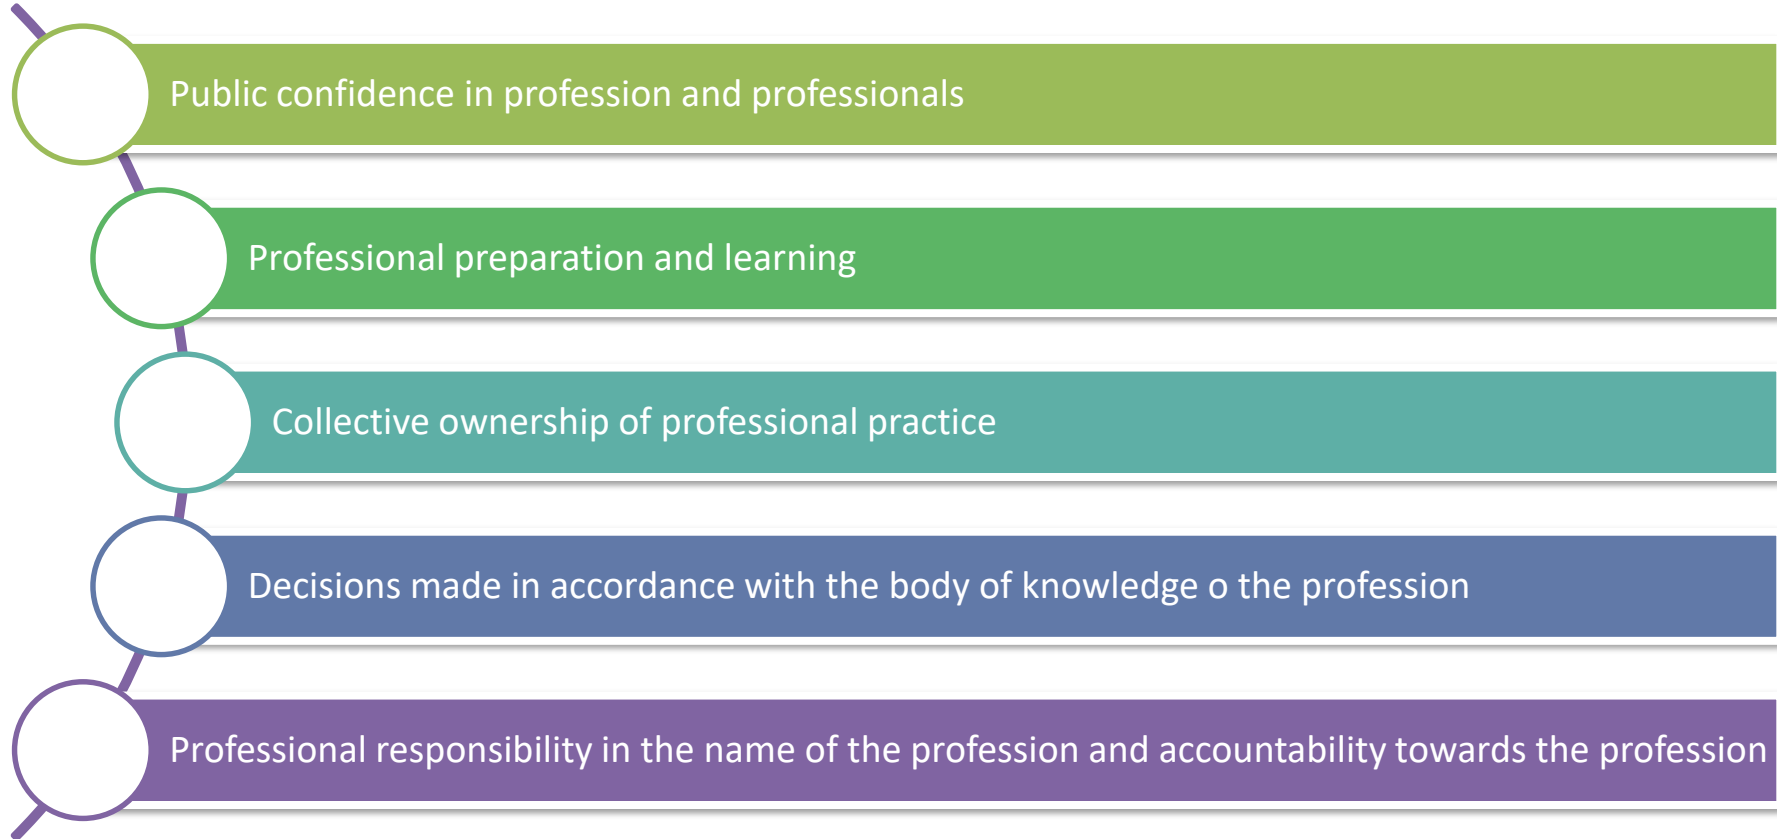 Public confidence in profession and professionals
Professional preparation and learning
Collective ownership of professional practice
Decisions made in accordance with the body of knowledge o the profession
Professional responsibility in the name of the profession and accountability towards the profession